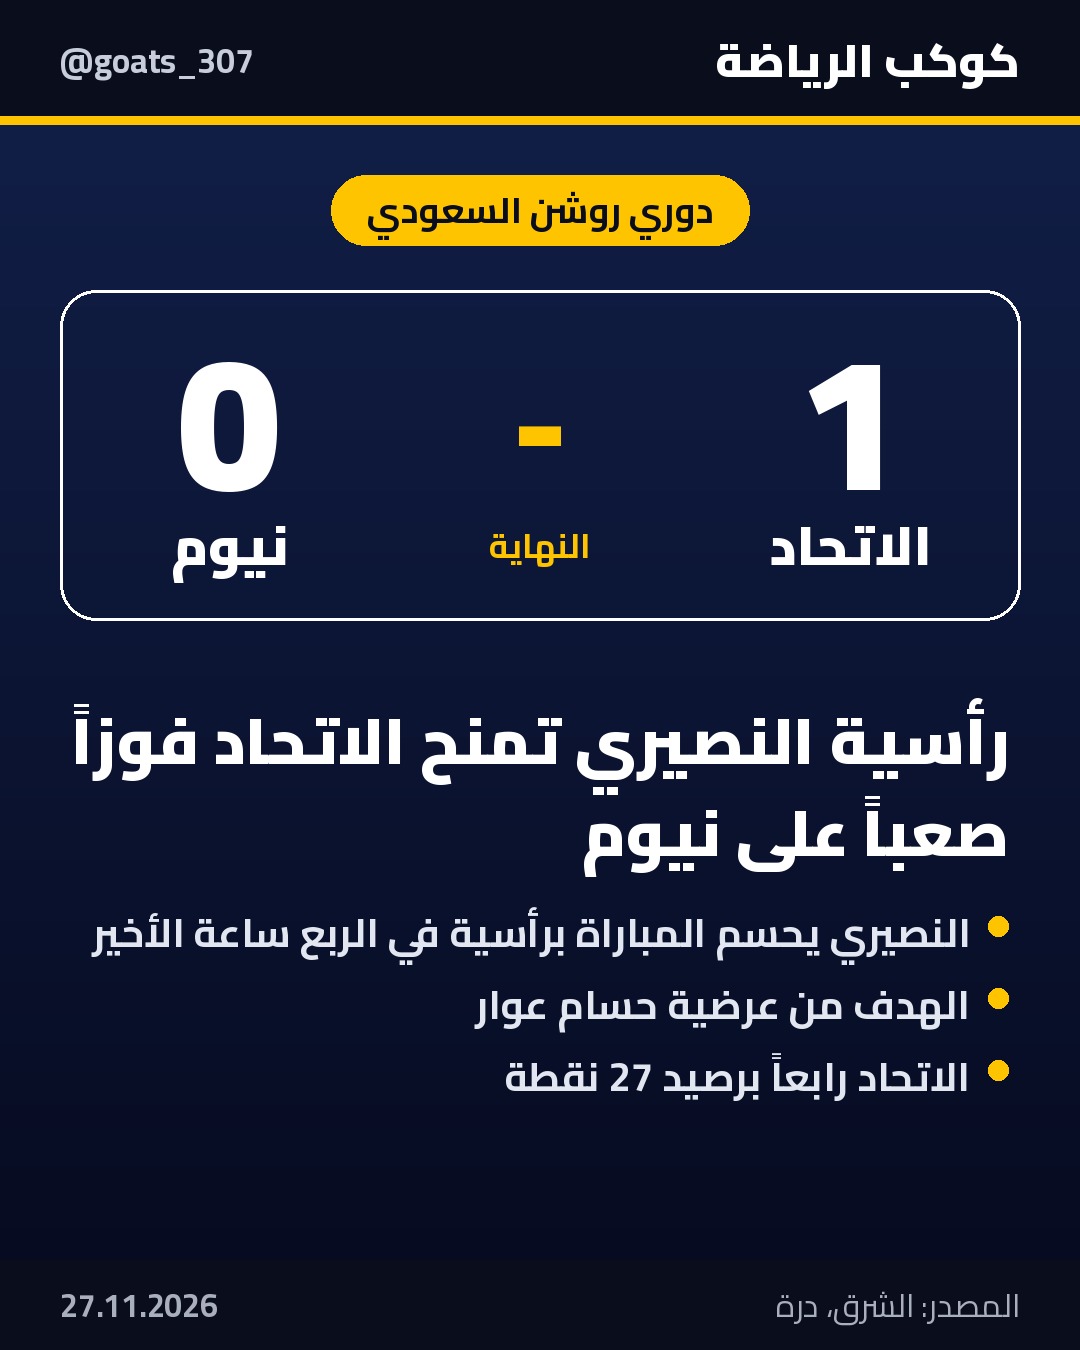 كوكب الرياضة
@goats_307
دوري روشن السعودي
1 - 0
الاتحاد النهاية نيوم
رأسية النصيري تمنح الاتحاد فوزاً
صعباً على نيوم
النصيري يحسم المباراة برأسية في الربع ساعة الأخير
الهدف من عرضية حسام عوار
الاتحاد رابعاً برصيد 27 نقطة
المصدر: الشرق، درة
27.11.2026